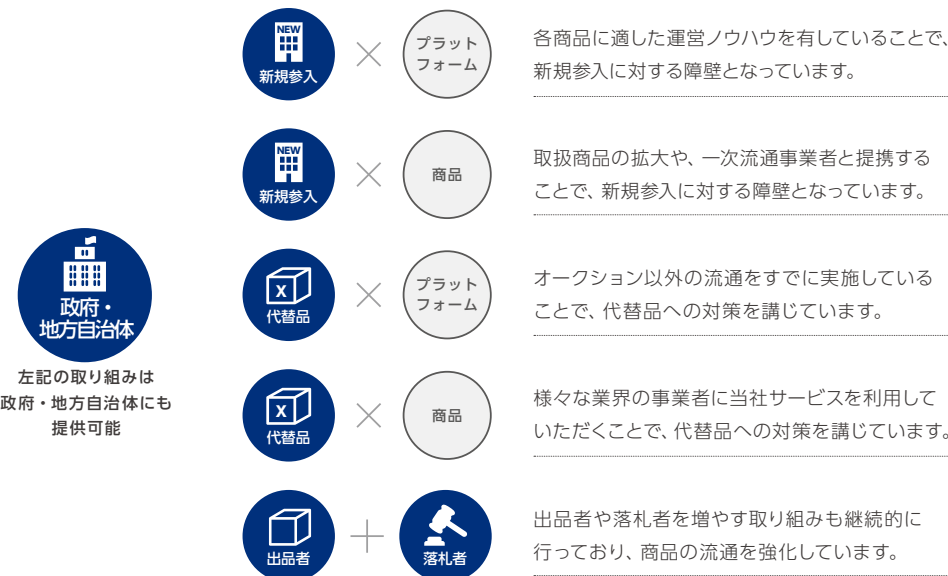 NEW
新規参入
プラット
フォーム
各商品に適した運営ノウハウを有していることで、
新規参入に対する障壁となっています。
NEW
新規参入
商品
取扱商品の拡大や、一次流通事業者と提携する
ことで、新規参入に対する障壁となっています。
政府・
地方自治体
左記の取り組みは
政府・地方自治体にも
提供可能
X
代替品
プラット
フォーム
オークション以外の流通をすでに実施している
ことで、代替品への対策を講じています。
X
代替品
商品
様々な業界の事業者に当社サービスを利用して
いただくことで、代替品への対策を講じています。
出品者
落札者
出品者や落札者を増やす取り組みも継続的に
行っており、商品の流通を強化しています。